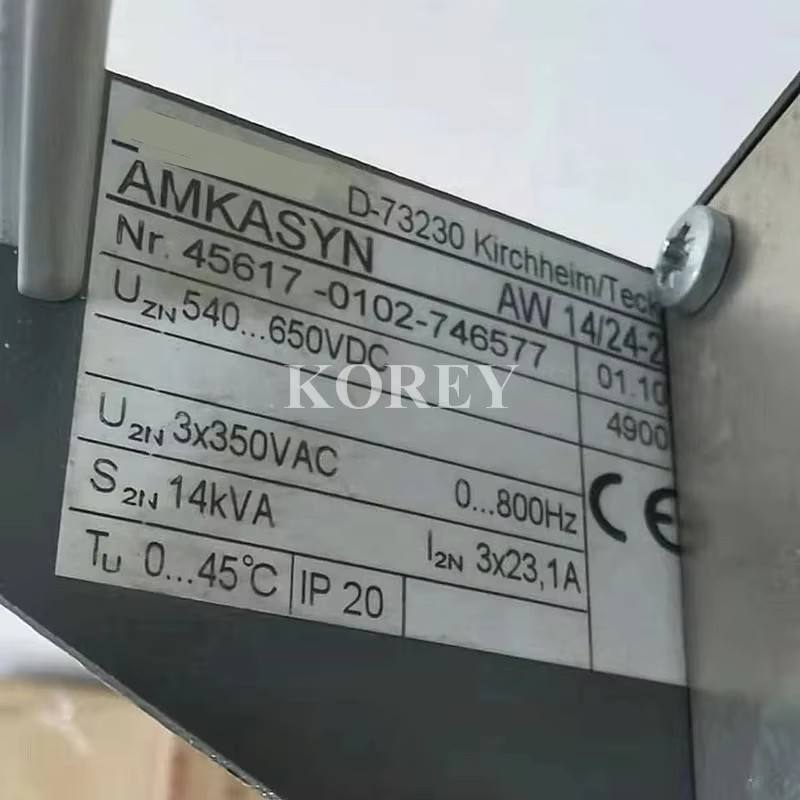 D-73230 Kirchheim/Teck
AMKASYN AW 14/24-2
Nr. 45617-0102-746577 01.10
UZN 540...650VDC 4900
KOREY
U2N 3x350VAC 0...800Hz CE
S2N 14kVA I2N 3x23,1A
TU 0...45°C IP 20